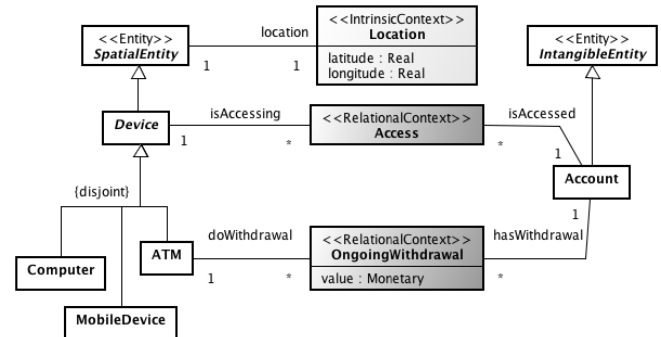 <<Entity>>
SpatialEntity
location
1
1
<<IntrinsicContext>>
Location
latitude : Real
longitude : Real
<<Entity>>
IntangibleEntity
Device
isAccessing
1
*
<<RelationalContext>>
Access
isAccessed
*
1
Account
1
{disjoint}
Computer
MobileDevice
ATM
doWithdrawal
1
*
<<RelationalContext>>
OngoingWithdrawal
value : Monetary
hasWithdrawal
*